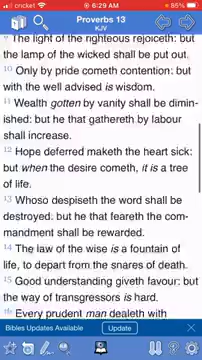 6:29 AM
Proverbs 13
KJV
9 The light of the righteous rejoiceth: but
the lamp of the wicked shall be put out.
10 Only by pride cometh contention: but
with the well advised is wisdom.
11 Wealth gotten by vanity shall be dimin-
ished: but he that gathereth by labour
shall increase.
12 Hope deferred maketh the heart sick:
but when the desire cometh, it is a tree
of life.
13 Whoso despiseth the word shall be
destroyed: but he that feareth the com-
mandment shall be rewarded.
14 The law of the wise is a fountain of
life, to depart from the snares of death.
15 Good understanding giveth favour: but
the way of transgressors is hard.
16 Every prudent man dealeth with
Bibles Updates Available
Update